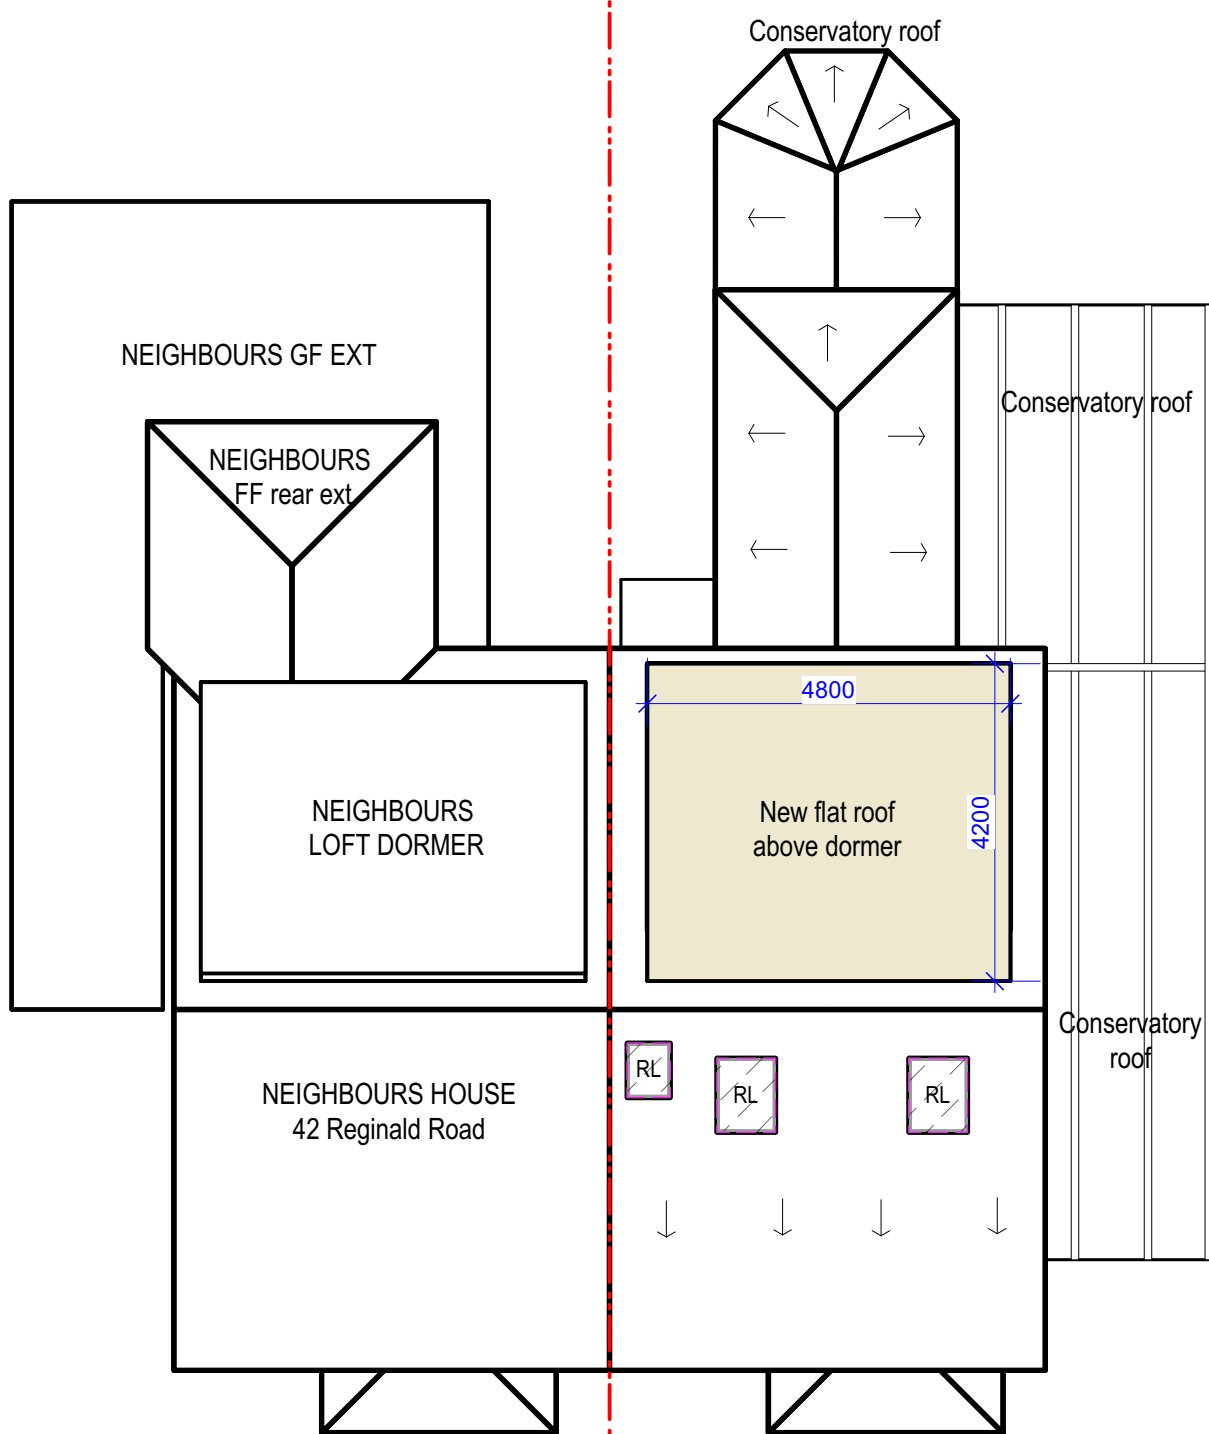 Conservatory roof
NEIGHBOURS GF EXT
Conservatory roof
NEIGHBOURS
FF rear ext
4800
NEIGHBOURS
LOFT DORMER
New flat roof
above dormer
4200
Conservatory
roof
RL
RL
RL
NEIGHBOURS HOUSE
42 Reginald Road